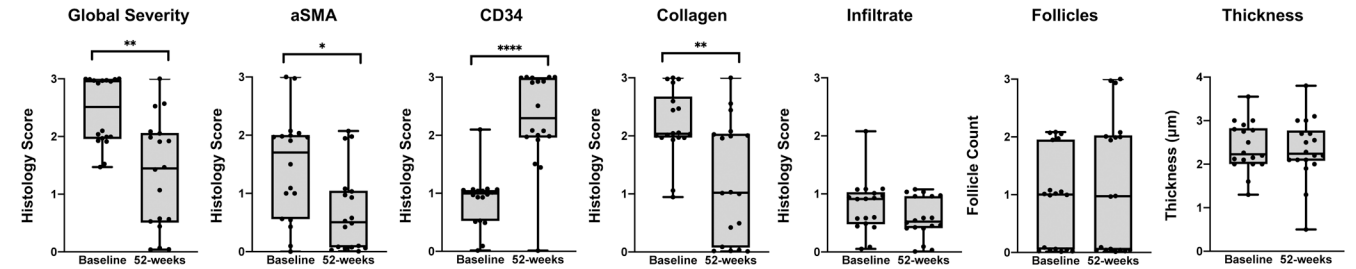 Global Severity
aSMA
CD34
Collagen
Infiltrate
Follicles
Thickness
**
*
****
**
Histology Score
3
2
1
0
Baseline 52-weeks
Histology Score
3
2
1
0
Baseline 52-weeks
Histology Score
3
2
1
0
Baseline 52-weeks
Histology Score
3
2
1
0
Baseline 52-weeks
Histology Score
3
2
1
0
Baseline 52-weeks
Follicle Count
3
2
1
0
Baseline 52-weeks
Thickness (µm)
4
3
2
1
0
Baseline 52-weeks